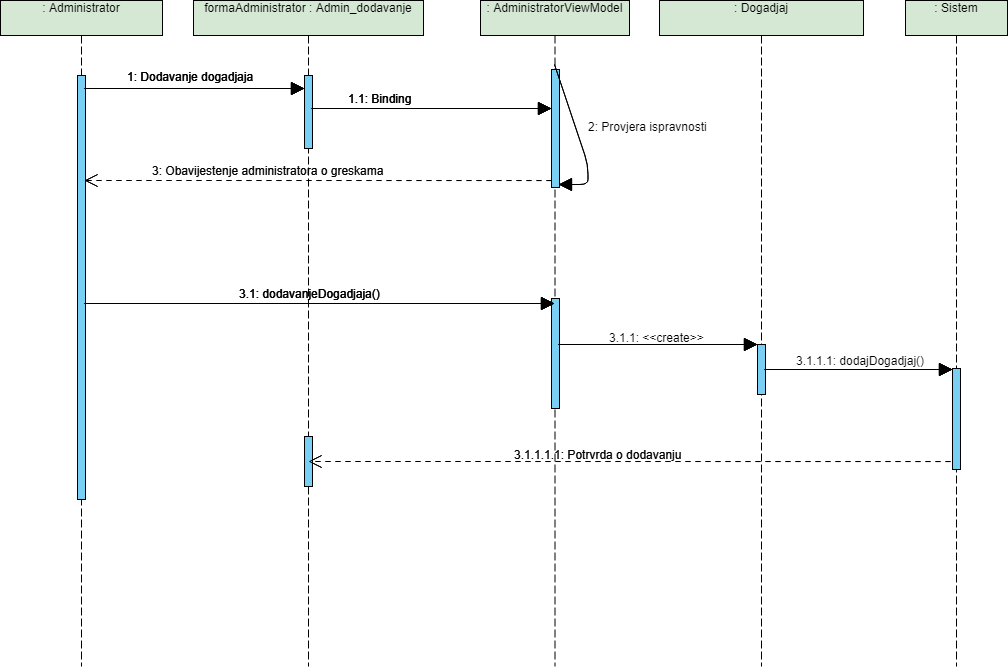 : Administrator
formaAdministrator : Admin_dodavanje
: AdministratorViewModel
: Dogadjaj
: Sistem
1: Dodavanje dogadjaja
1.1: Binding
2: Provjera ispravnosti
3: Obavijestenje administratora o greskama
3.1: dodavanjeDogadjaja()
3.1.1: <<create>>
3.1.1.1: dodajDogadjaj()
3.1.1.1.1: Potrvrda o dodavanju